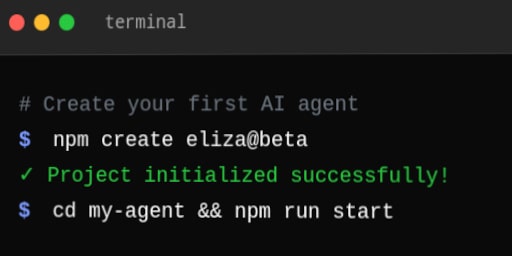 terminal
# Create your first AI agent
$ npm create eliza@beta
✓ Project initialized successfully!
$ cd my-agent && npm run start